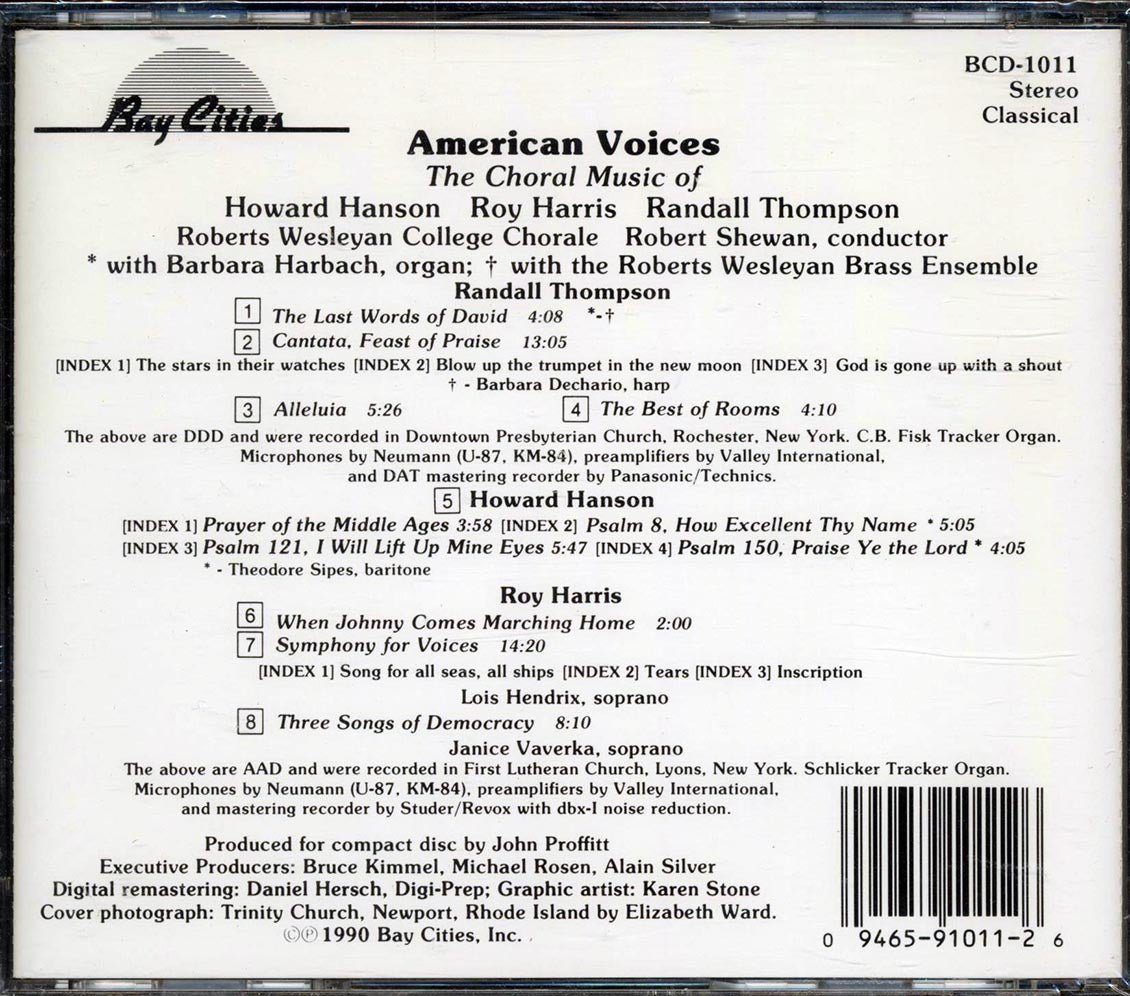 Bay Cities
BCD-1011
Stereo
Classical
American Voices
The Choral Music of
Howard Hanson Roy Harris Randall Thompson
Roberts Wesleyan College Chorale Robert Shewan, conductor
* with Barbara Harbach, organ; † with the Roberts Wesleyan Brass Ensemble
Randall Thompson
1 The Last Words of David 4:08 *-†
2 Cantata, Feast of Praise 13:05
[INDEX 1] The stars in their watches [INDEX 2] Blow up the trumpet in the new moon [INDEX 3] God is gone up with a shout
† - Barbara Dechario, harp
3 Alleluia 5:26 4 The Best of Rooms 4:10
The above are DDD and were recorded in Downtown Presbyterian Church, Rochester, New York. C.B. Fisk Tracker Organ.
Microphones by Neumann (U-87, KM-84), preamplifiers by Valley International,
and DAT mastering recorder by Panasonic/Technics.
5 Howard Hanson
[INDEX 1] Prayer of the Middle Ages 3:58 [INDEX 2] Psalm 8, How Excellent Thy Name * 5:05
[INDEX 3] Psalm 121, I Will Lift Up Mine Eyes 5:47 [INDEX 4] Psalm 150, Praise Ye the Lord * 4:05
* - Theodore Sipes, baritone
Roy Harris
6 When Johnny Comes Marching Home 2:00
7 Symphony for Voices 14:20
[INDEX 1] Song for all seas, all ships [INDEX 2] Tears [INDEX 3] Inscription
Lois Hendrix, soprano
8 Three Songs of Democracy 8:10
Janice Vaverka, soprano
The above are AAD and were recorded in First Lutheran Church, Lyons, New York. Schlicker Tracker Organ.
Microphones by Neumann (U-87, KM-84), preamplifiers by Valley International,
and mastering recorder by Studer/Revox with dbx-I noise reduction.
Produced for compact disc by John Proffitt
Executive Producers: Bruce Kimmel, Michael Rosen, Alain Silver
Digital remastering: Daniel Hersch, Digi-Prep; Graphic artist: Karen Stone
Cover photograph: Trinity Church, Newport, Rhode Island by Elizabeth Ward.
©℗ 1990 Bay Cities, Inc.
0 9465-91011-2 6